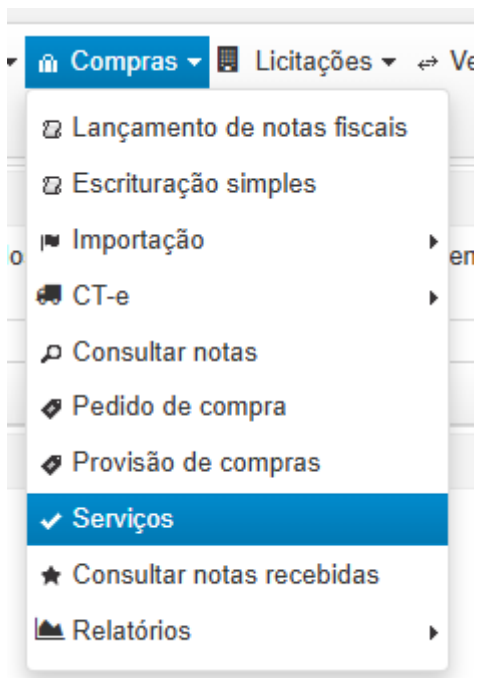 Compras Licitações Ve
Lançamento de notas fiscais
Escrituração simples
Importação
CT-e
Consultar notas
Pedido de compra
Provisão de compras
Serviços
Consultar notas recebidas
Relatórios